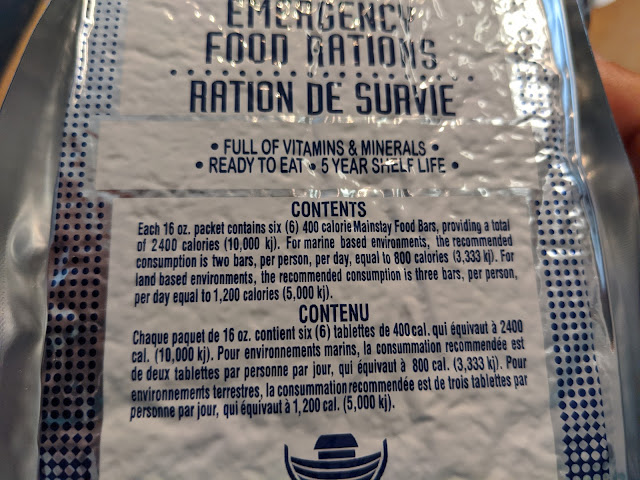 EMERGENCY
FOOD RATIONS
RATION DE SURVIE
• FULL OF VITAMINS & MINERALS •
• READY TO EAT • 5 YEAR SHELF LIFE •
CONTENTS
Each 16 oz. packet contains six (6) 400 calorie Mainstay Food Bars, providing a total
of 2400 calories (10,000 kj). For marine based environments, the recommended
consumption is two bars, per person, per day, equal to 800 calories (3,333 kj). For
land based environments, the recommended consumption is three bars, per person,
per day equal to 1,200 calories (5,000 kj).
CONTENU
Chaque paquet de 16 oz. contient six (6) tablettes de 400 cal. qui équivaut à 2400
cal. (10,000 kj). Pour environnements marins, la consummation recommandée est
de deux tablettes par personne par jour, qui équivaut à 800 cal. (3,333 kj). Pour
environnements terrestres, la consummation recommandée est de trois tablettes par
personne par jour, qui équivaut à 1,200 cal. (5,000 kj).